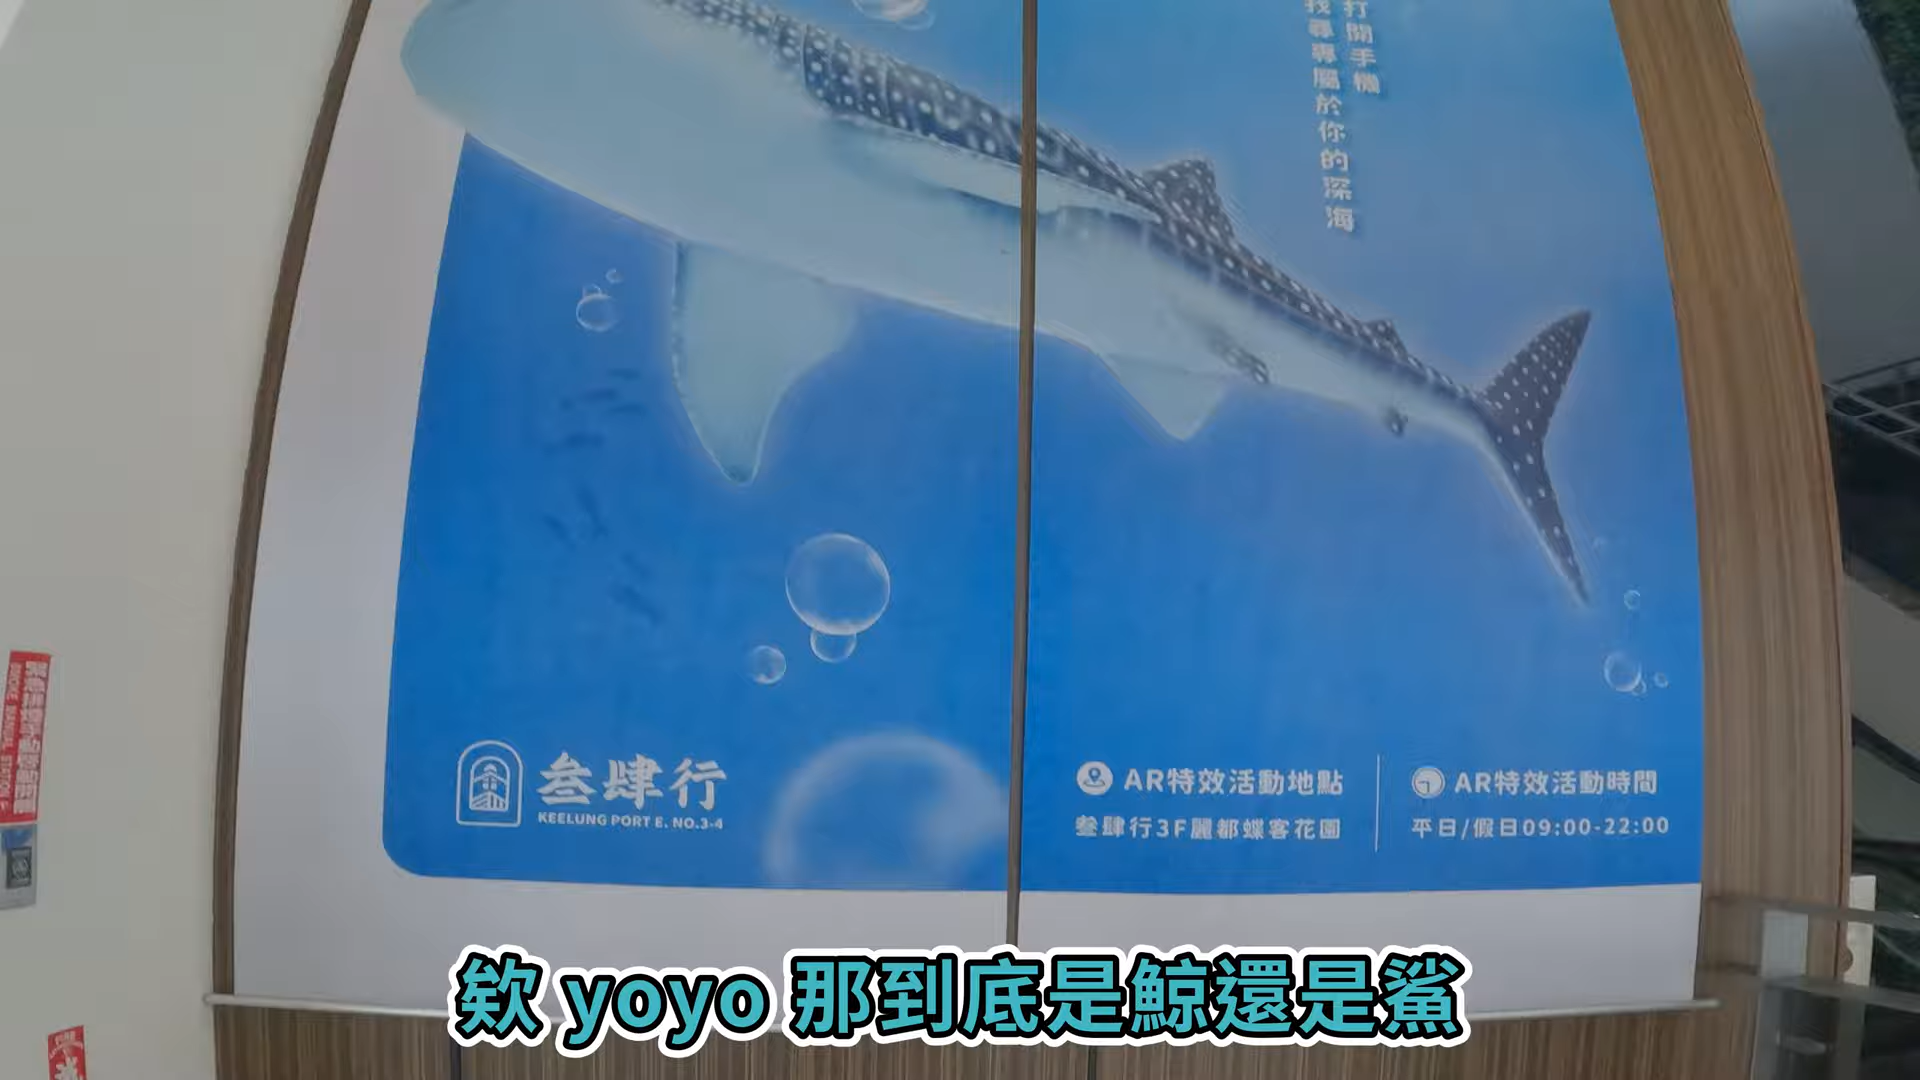 打開手機
找尋專屬於你的深海
叁肆行
KEELUNG PORT E. NO.3-4
AR特效活動地點
叁肆行3F麗都蝶客花園
AR特效活動時間
平日/假日09:00-22:00
欸 yoyo 那到底是鯨還是鯊